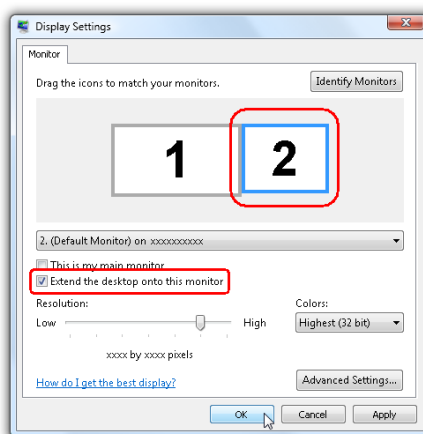 Display Settings
Monitor
Drag the icons to match your monitors.
Identify Monitors
1
2
2. (Default Monitor) on xxxxxxxxxx
This is my main monitor
Extend the desktop onto this monitor
Resolution:
Colors:
Low
High
Highest (32 bit)
xxxx by xxxx pixels
How do I get the best display?
Advanced Settings...
OK
Cancel
Apply